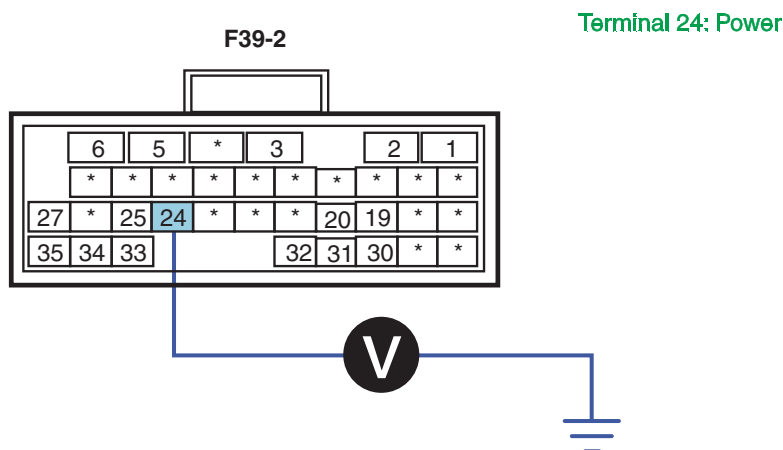 Terminal 24: Power
F39-2
6 5 * 3 2 1
* * * * * * * * * *
27 * 25 24 * * * 20 19 * *
35 34 33 32 31 30 * *
V